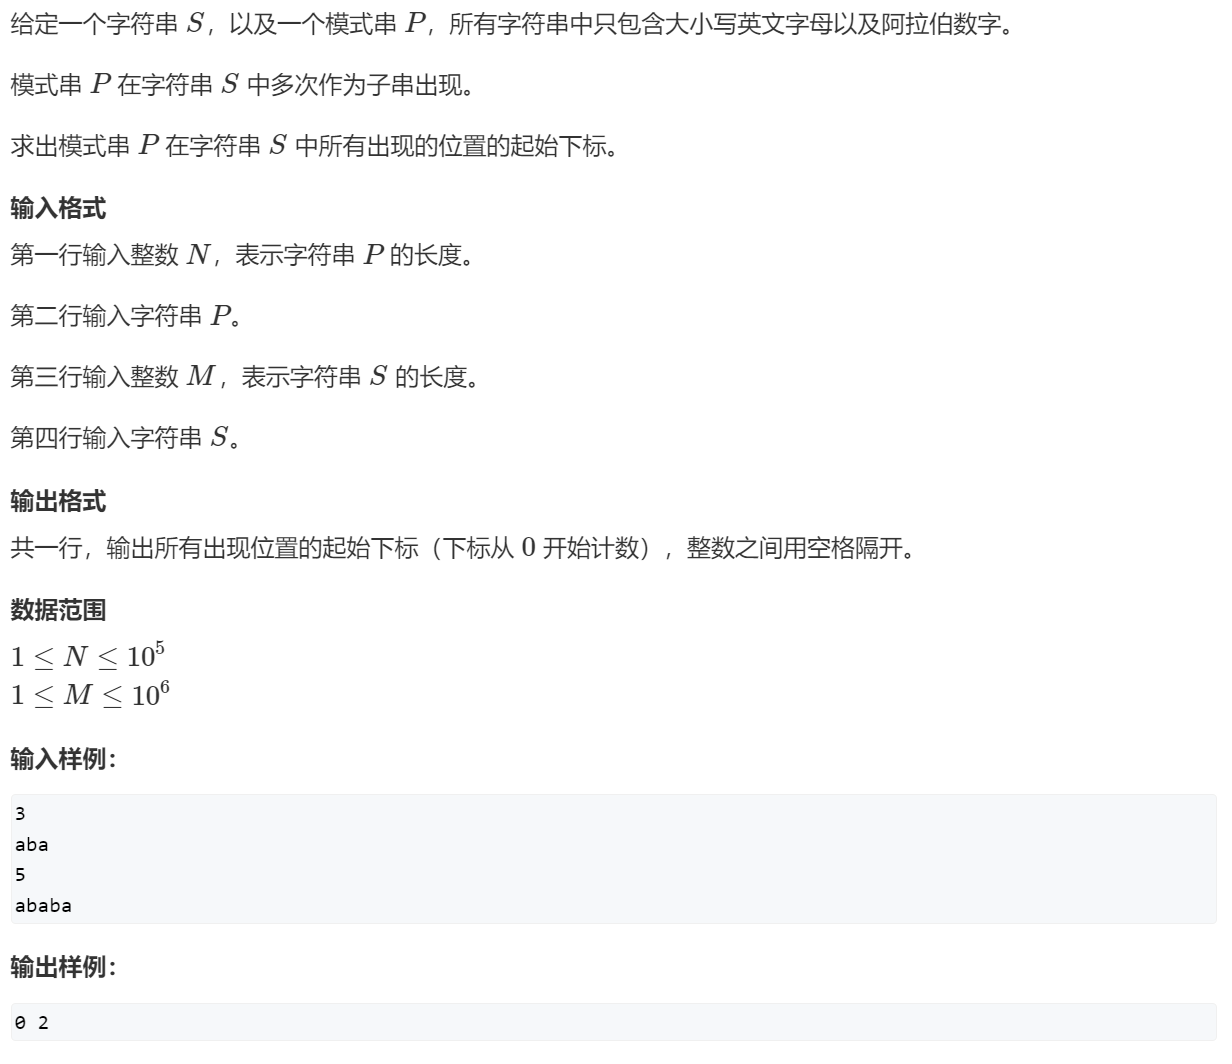 给定一个字符串 S，以及一个模式串 P，所有字符串中只包含大小写英文字母以及阿拉伯数字。
模式串 P 在字符串 S 中多次作为子串出现。
求出模式串 P 在字符串 S 中所有出现的位置的起始下标。
输入格式
第一行输入整数 N，表示字符串 P 的长度。
第二行输入字符串 P。
第三行输入整数 M，表示字符串 S 的长度。
第四行输入字符串 S。
输出格式
共一行，输出所有出现位置的起始下标（下标从 0 开始计数），整数之间用空格隔开。
数据范围
1 ≤ N ≤ 10⁵
1 ≤ M ≤ 10⁶
输入样例：
3
aba
5
ababa
输出样例：
0 2